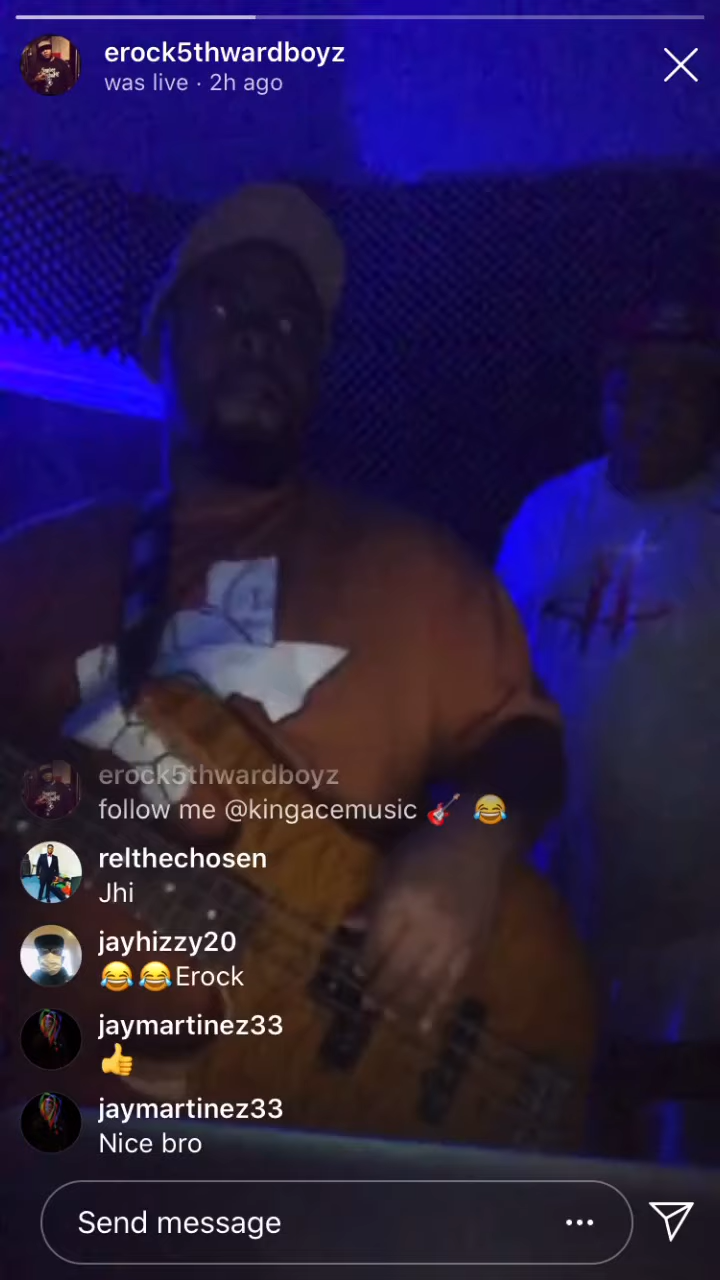 erock5thwardboyz
was live · 2h ago
erock5thwardboyz
follow me @kingacemusic 🎸 😂
relthechosen
Jhi
jayhizzy20
😂😂Erock
jaymartinez33
👍
jaymartinez33
Nice bro
Send message